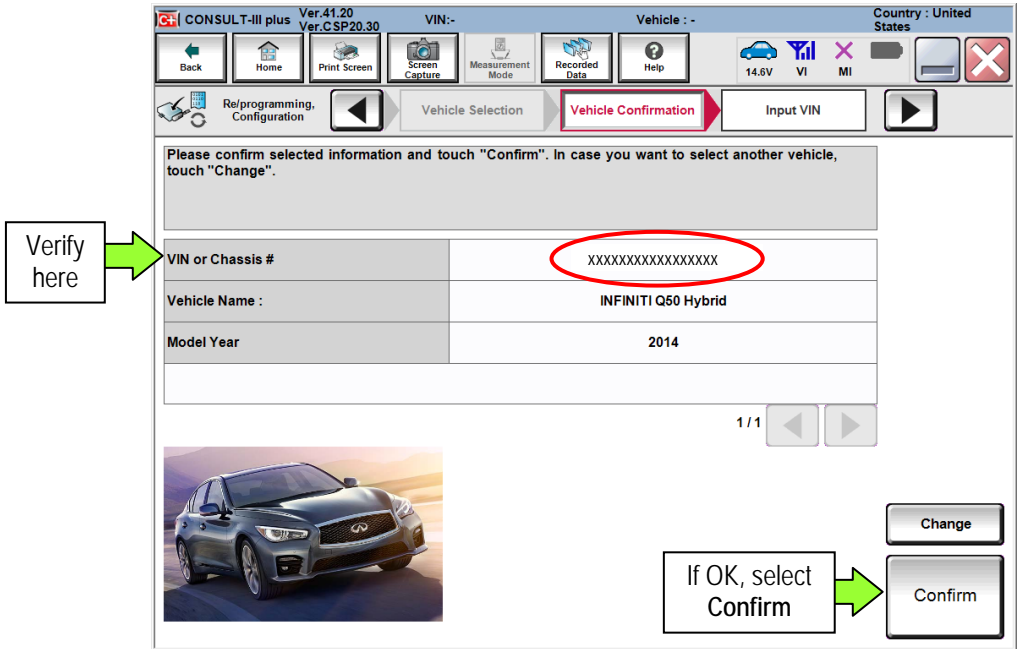 CONSULT-III plus Ver.41.20 Ver.CSP20.30 VIN:- Vehicle : - Country : United States
Back Home Print Screen Screen Capture Measurement Mode Recorded Data Help 14.6V VI MI
Re/programming, Configuration Vehicle Selection Vehicle Confirmation Input VIN
Please confirm selected information and touch "Confirm". In case you want to select another vehicle,
touch "Change".
Verify
here
VIN or Chassis # XXXXXXXXXXXXXXXXX
Vehicle Name : INFINITI Q50 Hybrid
Model Year 2014
1 / 1
Change
If OK, select
Confirm
Confirm